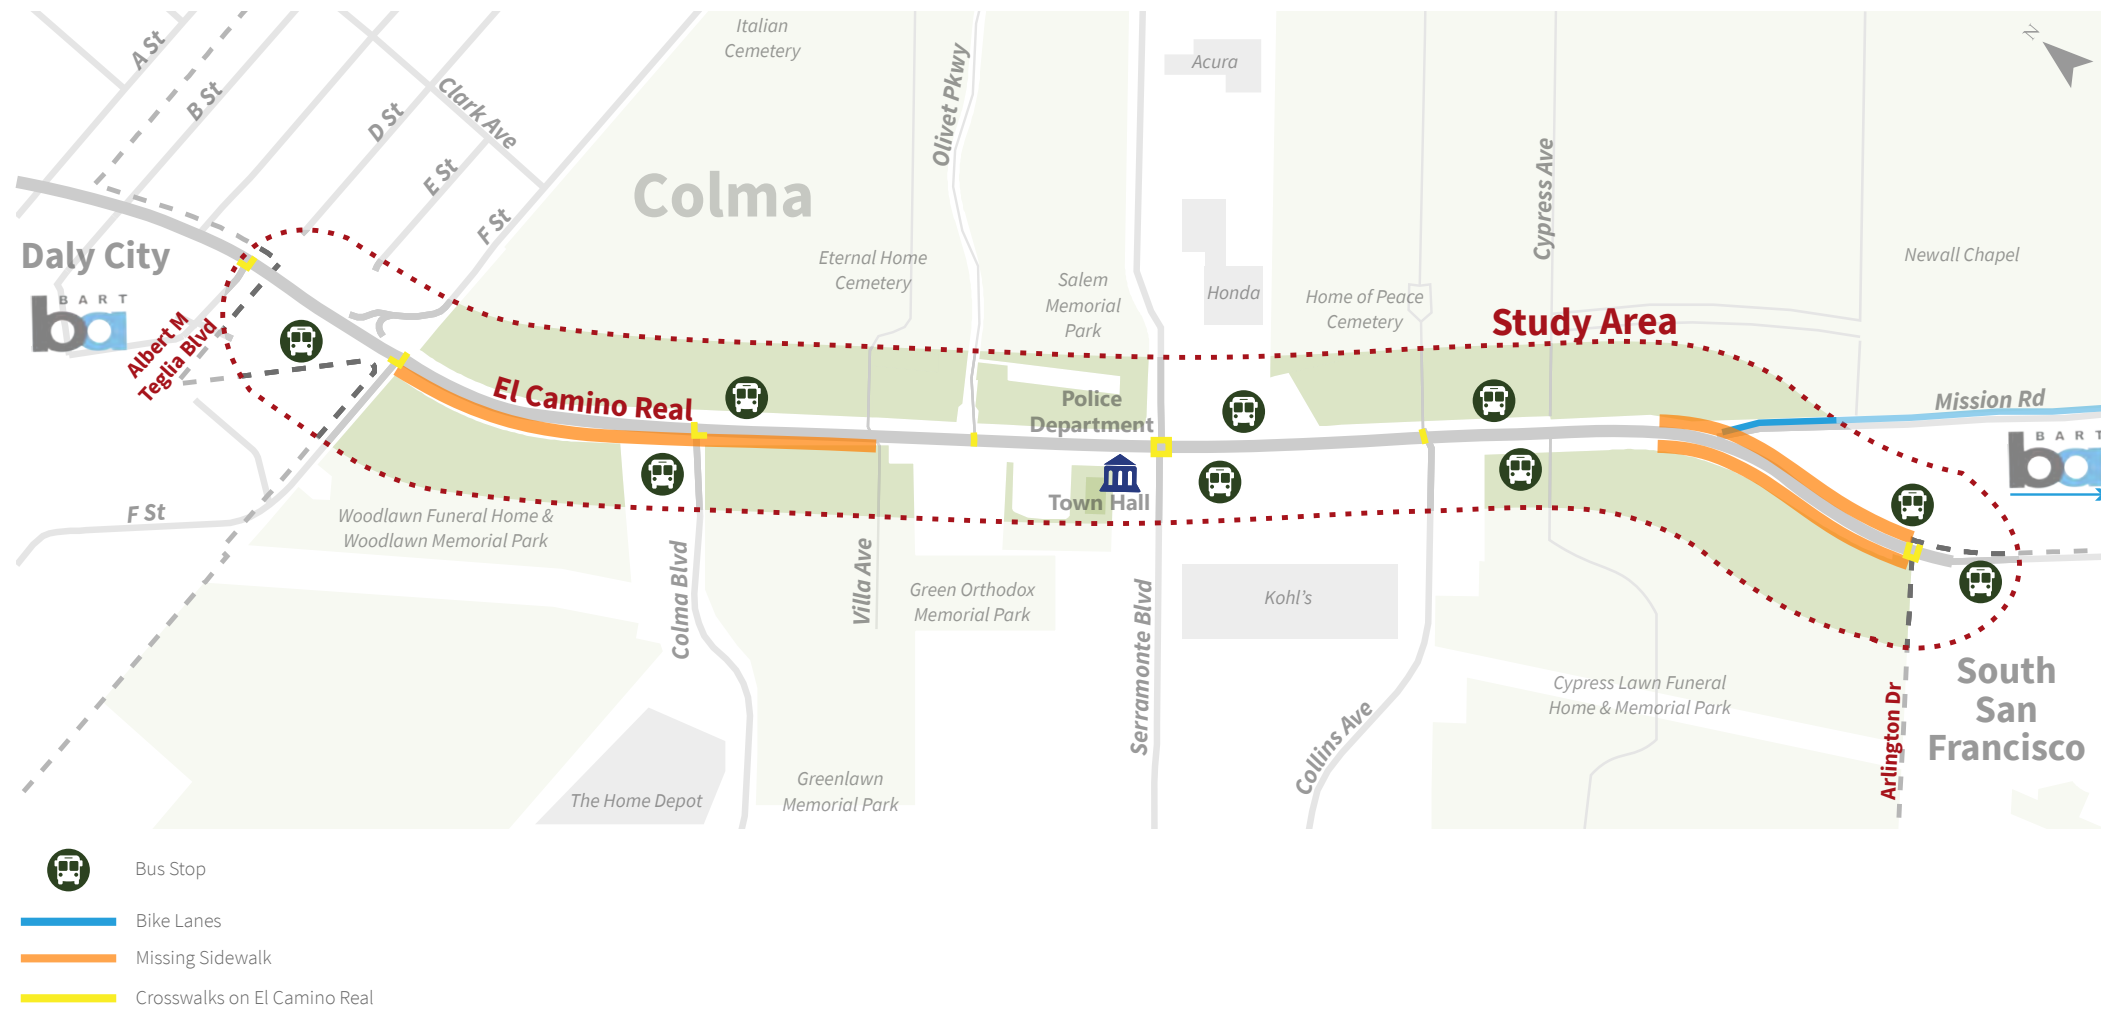 Italian
Cemetery
N
A St
Acura
B St
Clark Ave
D St
Olivet Pkwy
E St
Colma
Cypress Ave
F St
Daly City
Eternal Home
Cemetery
Newall Chapel
Salem
Memorial
Park
Honda
Home of Peace
Cemetery
BART
ba
Albert M
Teglia Blvd
Study Area
El Camino Real
Police
Department
Mission Rd
BART
ba
Town Hall
F St
Woodlawn Funeral Home &
Woodlawn Memorial Park
Colma Blvd
Villa Ave
Green Orthodox
Memorial Park
Serramonte Blvd
Kohl's
South
San
Francisco
Cypress Lawn Funeral
Home & Memorial Park
Arlington Dr
Collins Ave
The Home Depot
Greenlawn
Memorial Park
Bus Stop
Bike Lanes
Missing Sidewalk
Crosswalks on El Camino Real